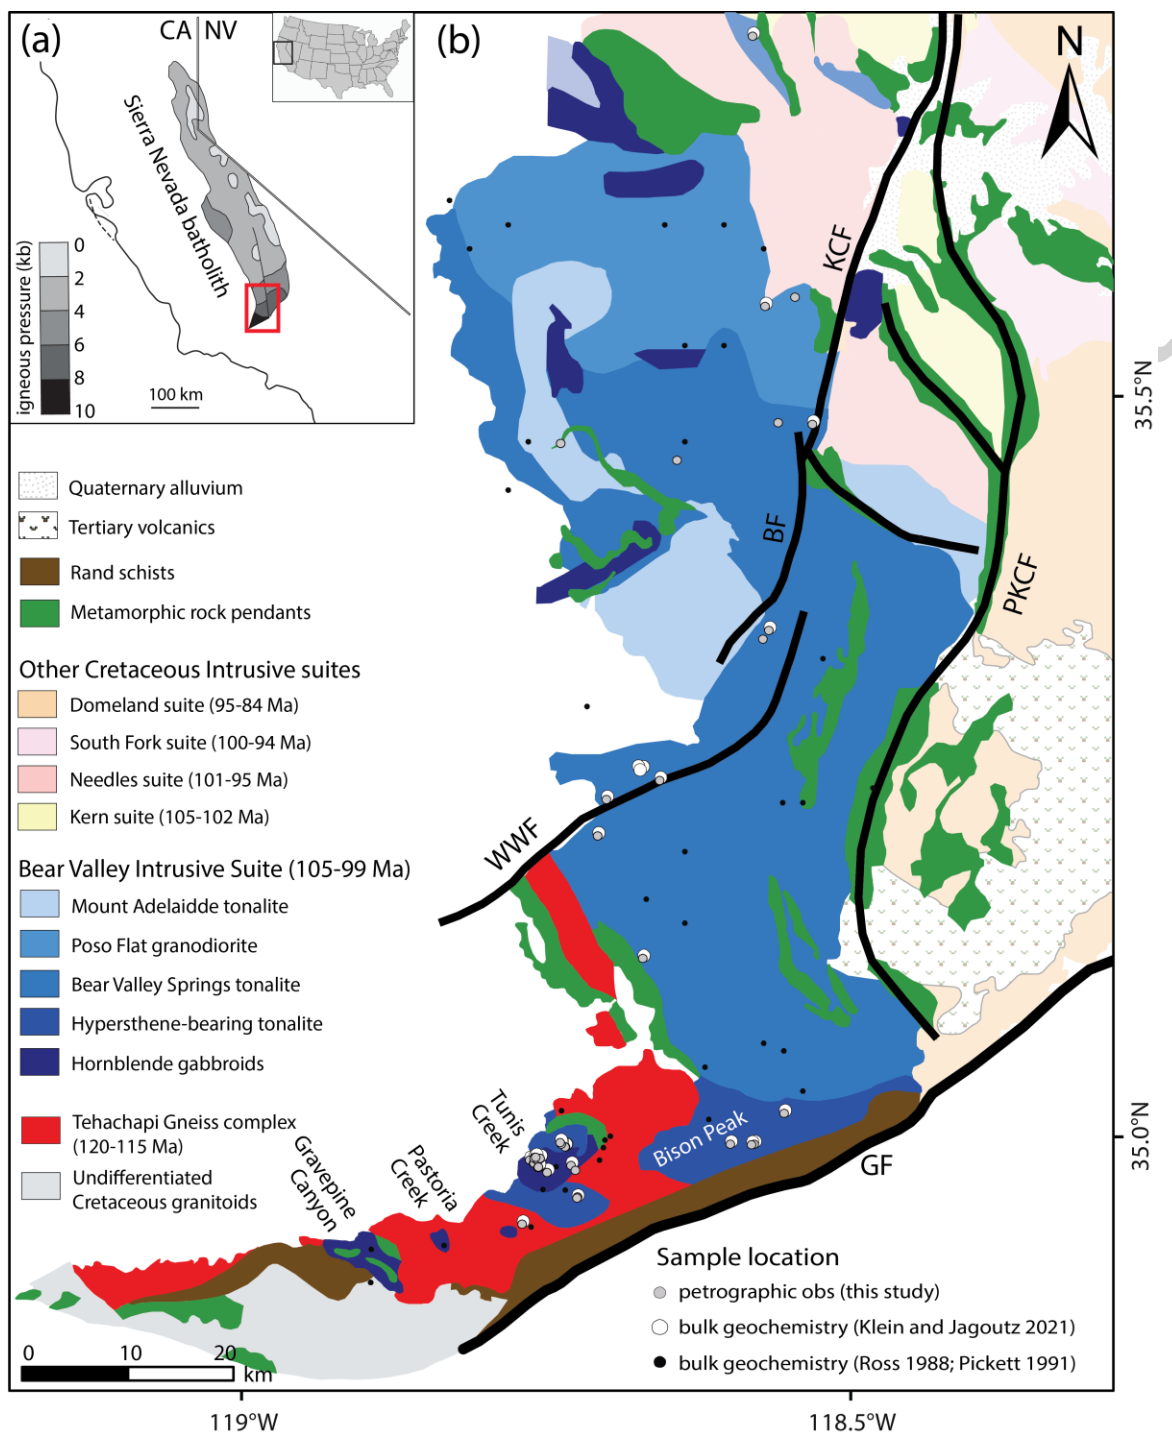 (a)
CA NV
Sierra Nevada batholith
igneous pressure (kb)
0
2
4
6
8
10
100 km
(b)
N
KCF
BF
PKCF
WWF
GF
35.5°N
35.0°N
Quaternary alluvium
Tertiary volcanics
Rand schists
Metamorphic rock pendants
Other Cretaceous Intrusive suites
Domeland suite (95-84 Ma)
South Fork suite (100-94 Ma)
Needles suite (101-95 Ma)
Kern suite (105-102 Ma)
Bear Valley Intrusive Suite (105-99 Ma)
Mount Adelaidde tonalite
Poso Flat granodiorite
Bear Valley Springs tonalite
Hypersthene-bearing tonalite
Hornblende gabbroids
Tehachapi Gneiss complex
(120-115 Ma)
Undifferentiated
Cretaceous granitoids
Tunis
Creek
Pastoria
Creek
Gravepine
Canyon
Bison Peak
Sample location
petrographic obs (this study)
bulk geochemistry (Klein and Jagoutz 2021)
bulk geochemistry (Ross 1988; Pickett 1991)
0 10 20
km
119°W
118.5°W